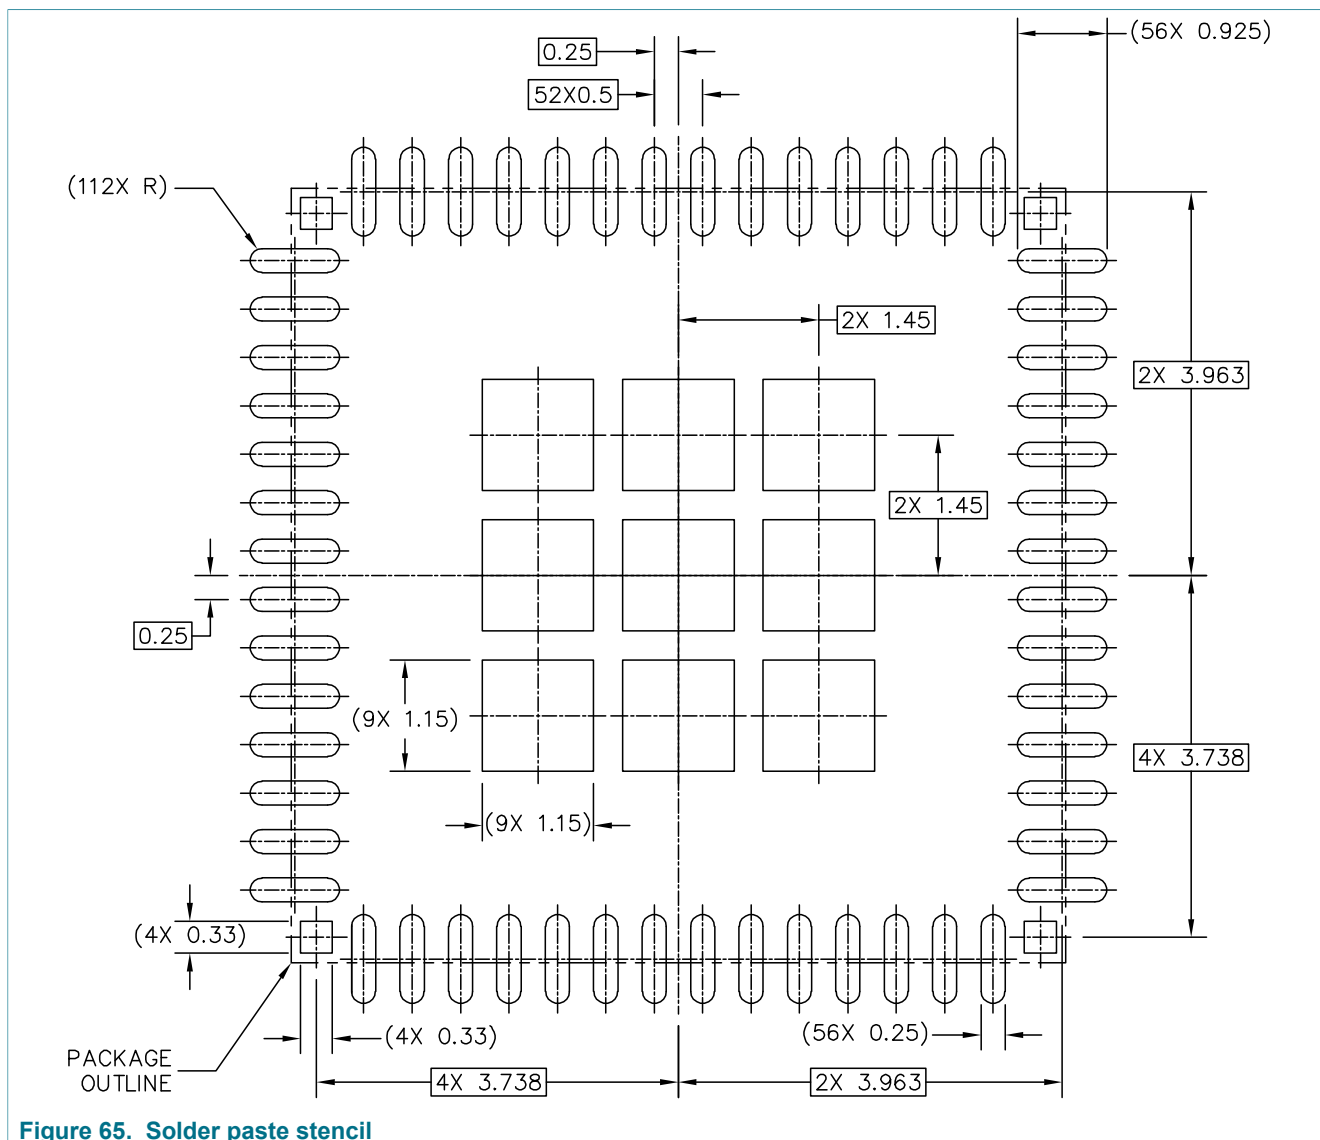 0.25
(56X 0.925)
52X0.5
(112X R)
2X 1.45
2X 3.963
2X 1.45
0.25
(9X 1.15)
4X 3.738
(9X 1.15)
(4X 0.33)
(4X 0.33)
(56X 0.25)
PACKAGE
OUTLINE
4X 3.738
2X 3.963
Figure 65. Solder paste stencil